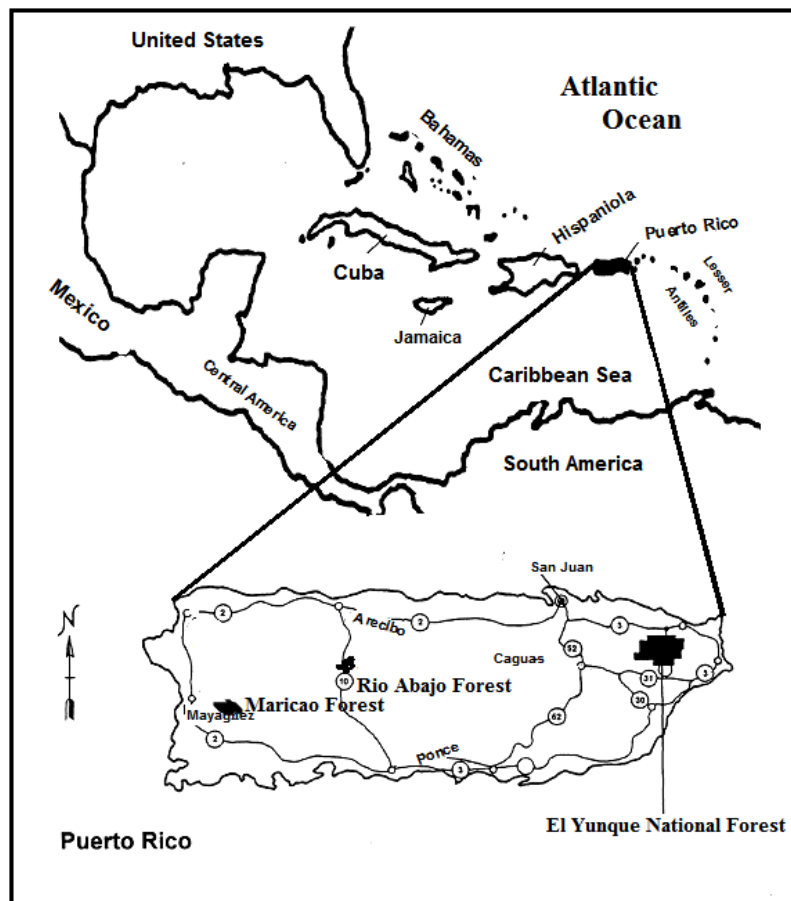 United States
Atlantic
Ocean
Bahamas
Hispaniola
Puerto Rico
Cuba
Lesser
Antilles
Mexico
Jamaica
Central America
Caribbean Sea
South America
San Juan
N
2
Arecibo
2
3
52
Caguas
10
Rio Abajo Forest
31
3
Maricao Forest
Mayagüez
30
62
2
Ponce
3
El Yunque National Forest
Puerto Rico